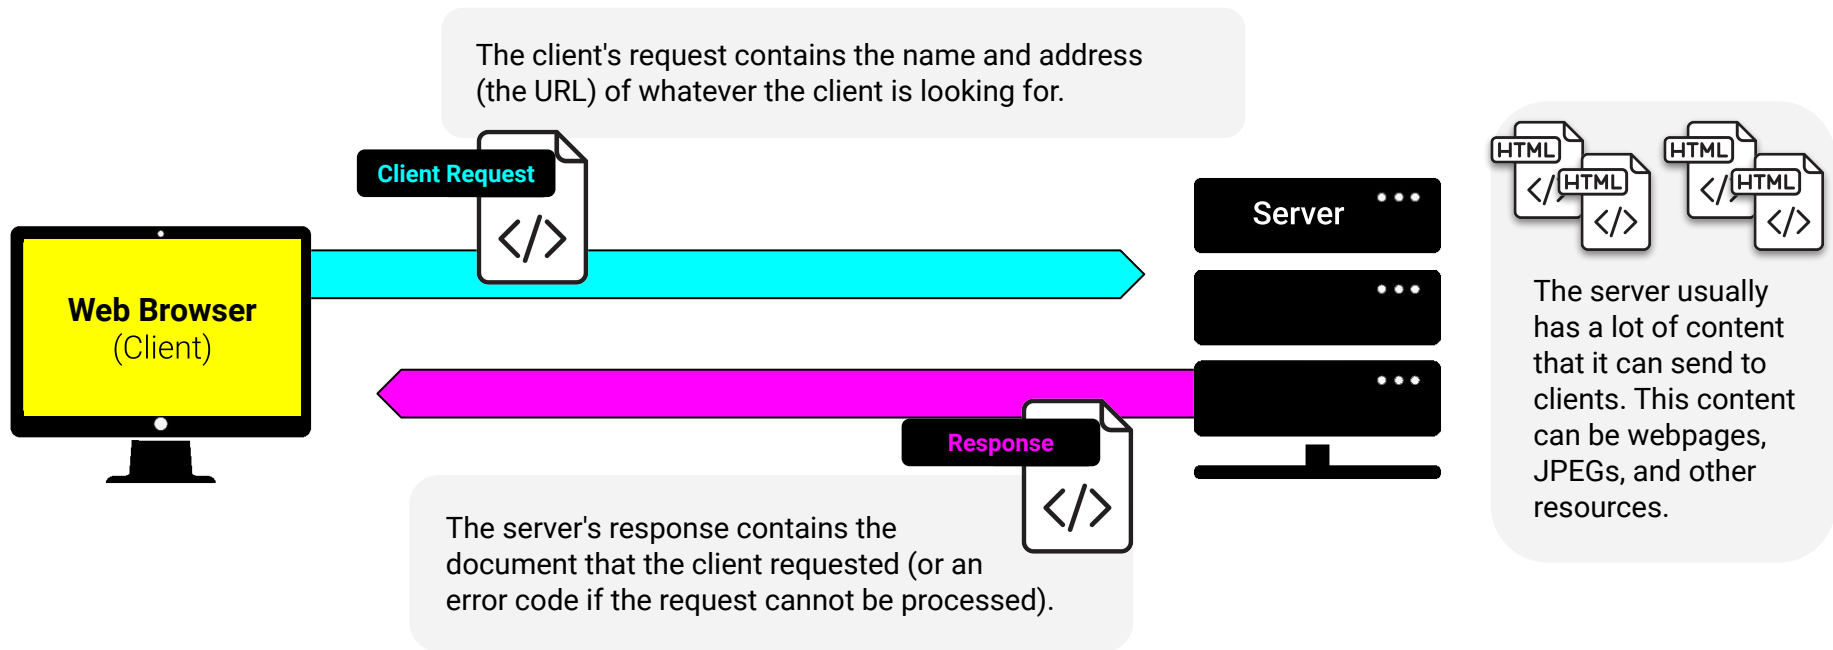 The client's request contains the name and address
(the URL) of whatever the client is looking for.
Client Request
</>
Web Browser
(Client)
Server
Response
</>
The server's response contains the
document that the client requested (or an
error code if the request cannot be processed).
HTML
</>
HTML
</>
HTML
</>
HTML
</>
The server usually
has a lot of content
that it can send to
clients. This content
can be webpages,
JPEGs, and other
resources.